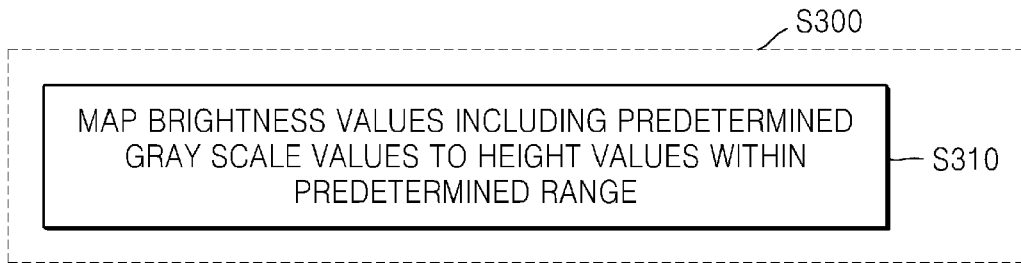 S300
MAP BRIGHTNESS VALUES INCLUDING PREDETERMINED
GRAY SCALE VALUES TO HEIGHT VALUES WITHIN
PREDETERMINED RANGE
S310